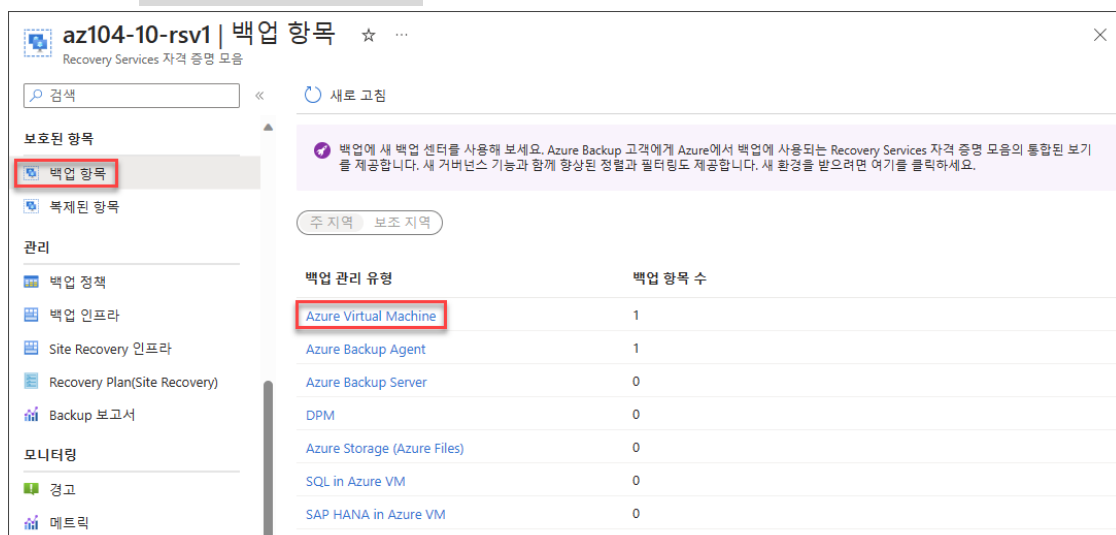 az104-10-rsv1 | 백업 항목 ☆ ···
Recovery Services 자격 증명 모음
검색
새로 고침
보호된 항목
백업 항목
복제된 항목
관리
백업 정책
백업 인프라
Site Recovery 인프라
Recovery Plan(Site Recovery)
Backup 보고서
모니터링
경고
메트릭
백업에 새 백업 센터를 사용해 보세요. Azure Backup 고객에게 Azure에서 백업에 사용되는 Recovery Services 자격 증명 모음의 통합된 보기
를 제공합니다. 새 거버넌스 기능과 함께 향상된 정렬과 필터링도 제공합니다. 새 환경을 받으려면 여기를 클릭하세요.
주 지역 보조 지역
백업 관리 유형 백업 항목 수
Azure Virtual Machine 1
Azure Backup Agent 1
Azure Backup Server 0
DPM 0
Azure Storage (Azure Files) 0
SQL in Azure VM 0
SAP HANA in Azure VM 0